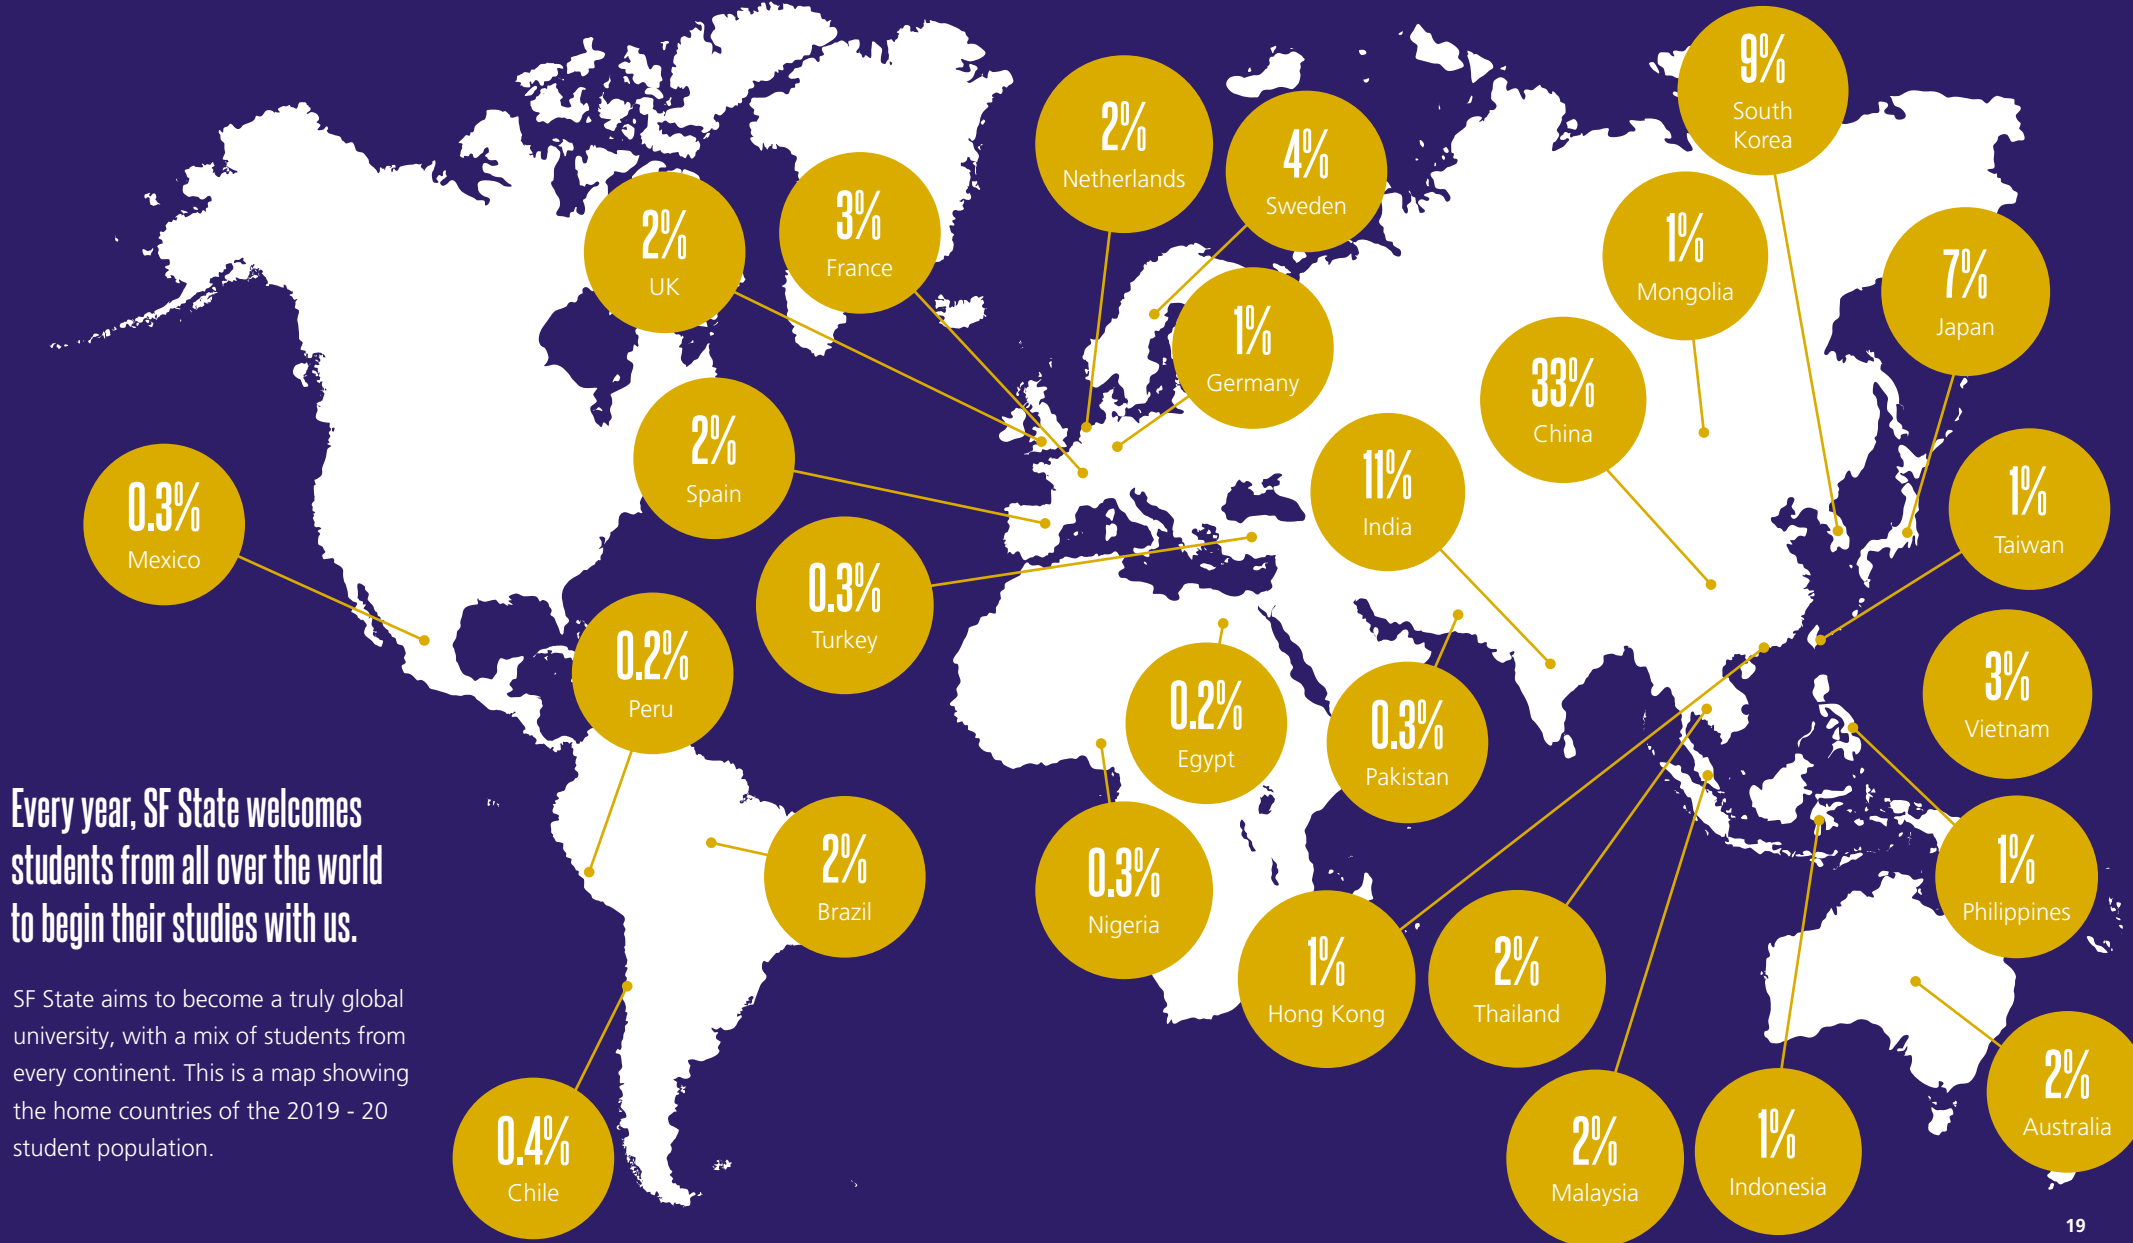 9%
South
Korea
2%
Netherlands
4%
Sweden
2%
UK
3%
France
1%
Mongolia
7%
Japan
1%
Germany
33%
China
2%
Spain
11%
India
0.3%
Mexico
1%
Taiwan
0.3%
Turkey
0.2%
Peru
0.2%
Egypt
0.3%
Pakistan
3%
Vietnam
Every year, SF State welcomes
students from all over the world
to begin their studies with us.
2%
Brazil
0.3%
Nigeria
1%
Philippines
1%
Hong Kong
2%
Thailand
SF State aims to become a truly global
university, with a mix of students from
every continent. This is a map showing
the home countries of the 2019 - 20
student population.
0.4%
Chile
2%
Malaysia
1%
Indonesia
2%
Australia
19